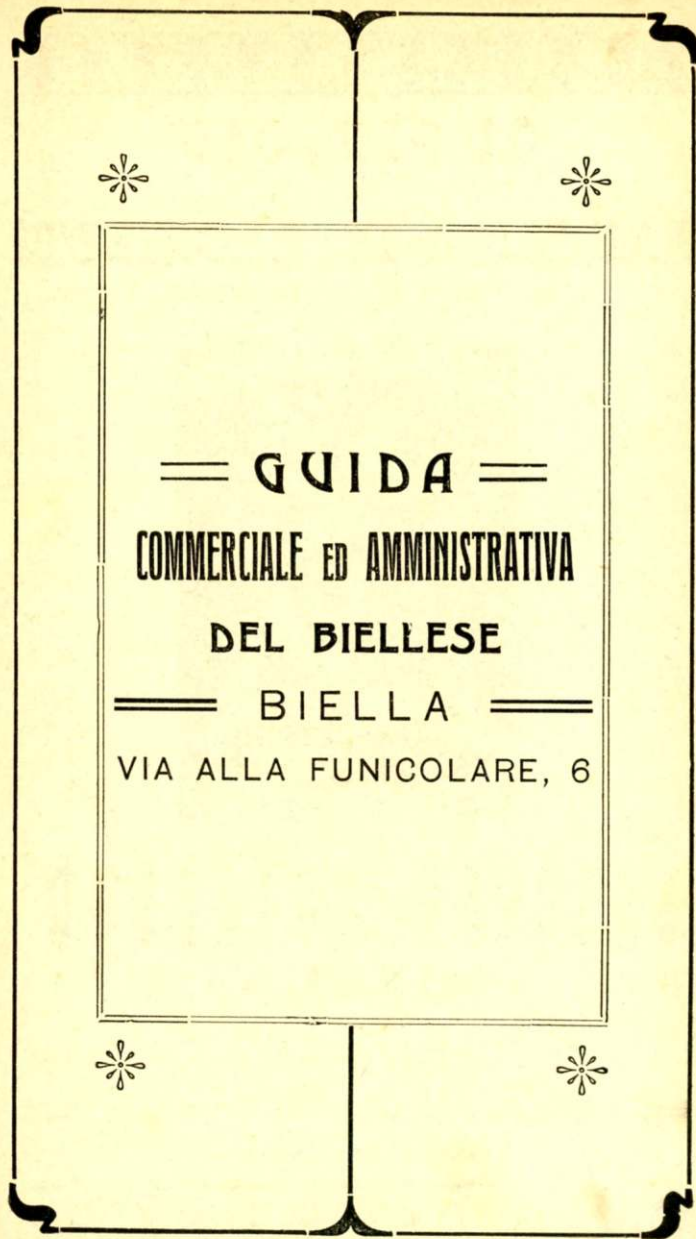 GUIDA
COMMERCIALE ED AMMINISTRATIVA
DEL BIELLESE
BIELLA
VIA ALLA FUNICOLARE, 6